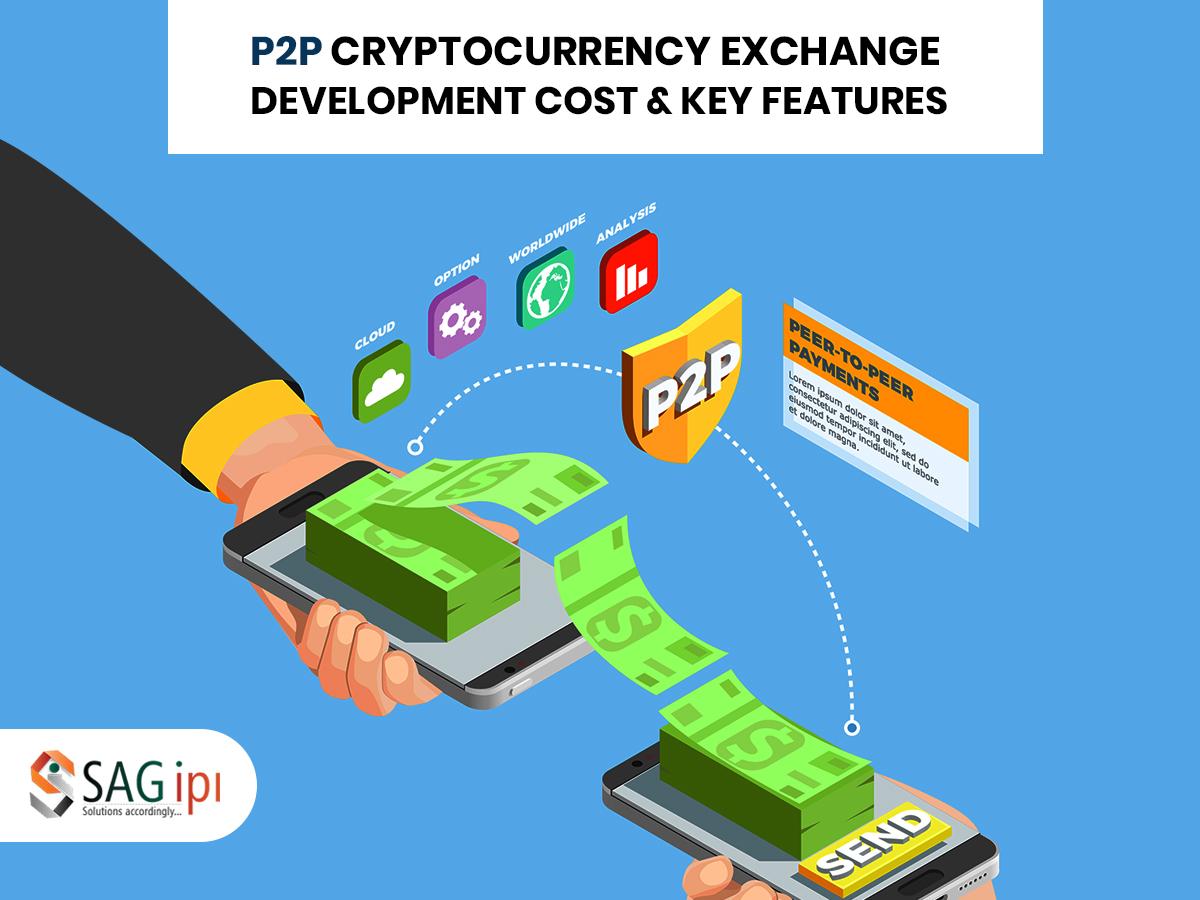 P2P CRYPTOCURRENCY EXCHANGE
DEVELOPMENT COST & KEY FEATURES
CLOUD
OPTION
WORLDWIDE
ANALYSIS
P2P
PEER-TO-PEER
PAYMENTS
Lorem ipsum dolor sit amet,
consectetur adipiscing elit, sed do
eiusmod tempor incididunt ut labore
et dolore magna.
SEND
SAG ipi
Solutions accordingly...